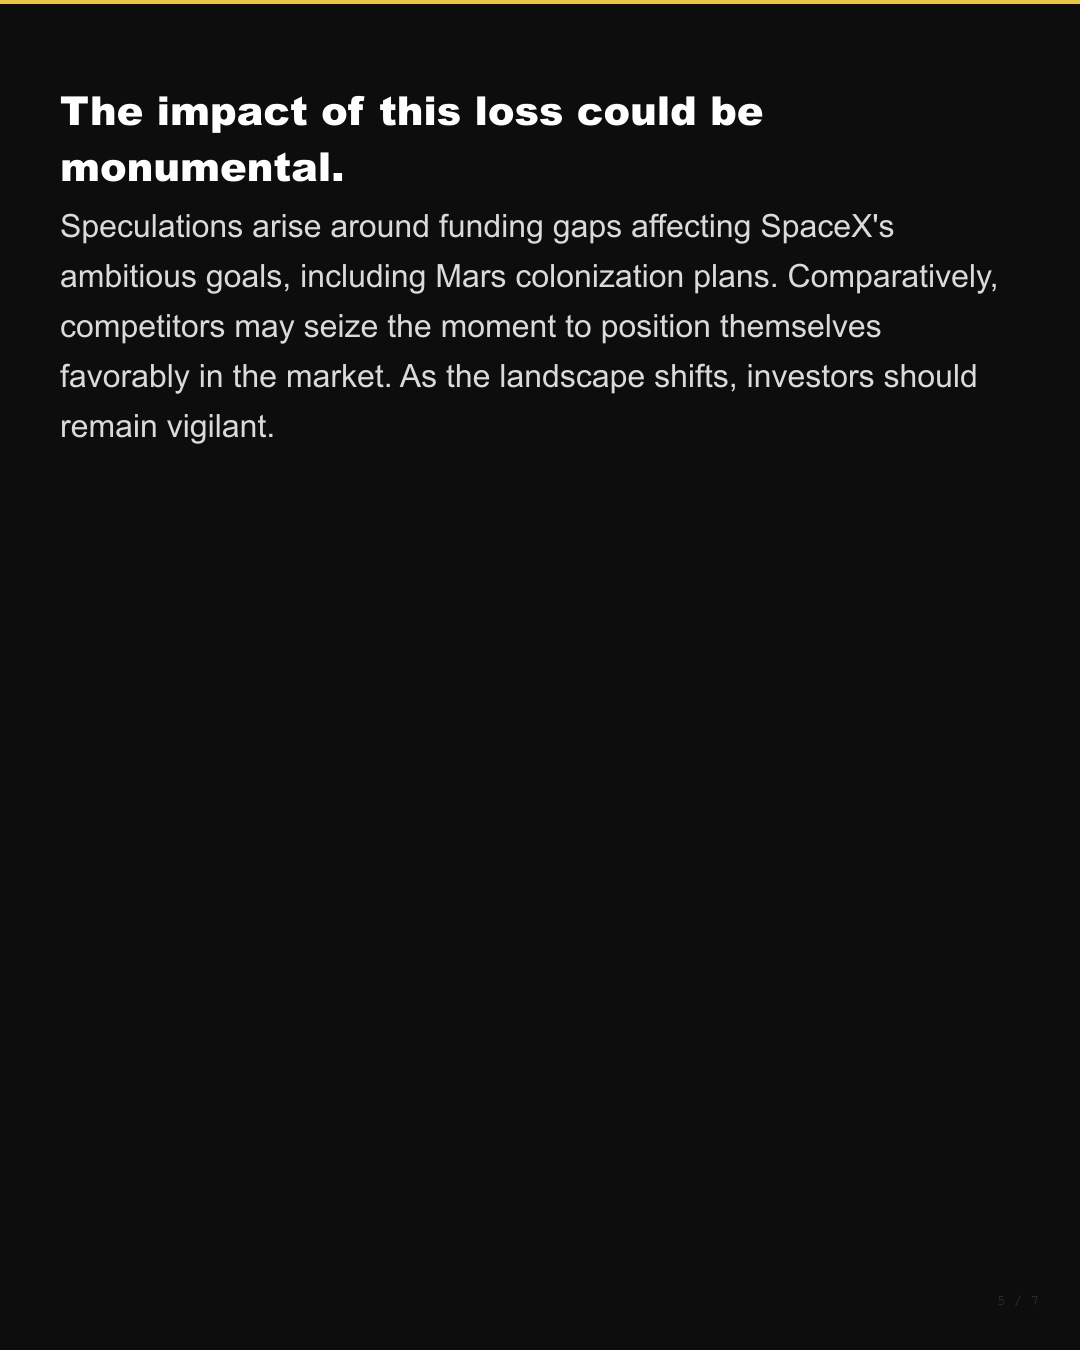 The impact of this loss could be
monumental.
Speculations arise around funding gaps affecting SpaceX's
ambitious goals, including Mars colonization plans. Comparatively,
competitors may seize the moment to position themselves
favorably in the market. As the landscape shifts, investors should
remain vigilant.
5 / 7